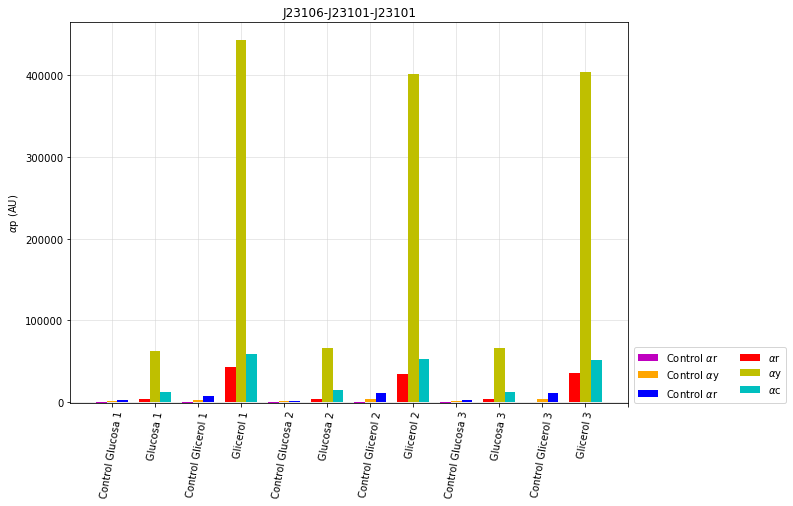 J23106-J23101-J23101
αp (AU)
400000
300000
200000
100000
0
Control Glucosa 1
Glucosa 1
Control Glicerol 1
Glicerol 1
Control Glucosa 2
Glucosa 2
Control Glicerol 2
Glicerol 2
Control Glucosa 3
Glucosa 3
Control Glicerol 3
Glicerol 3
Control αr
Control αy
Control αr
αr
αy
αc